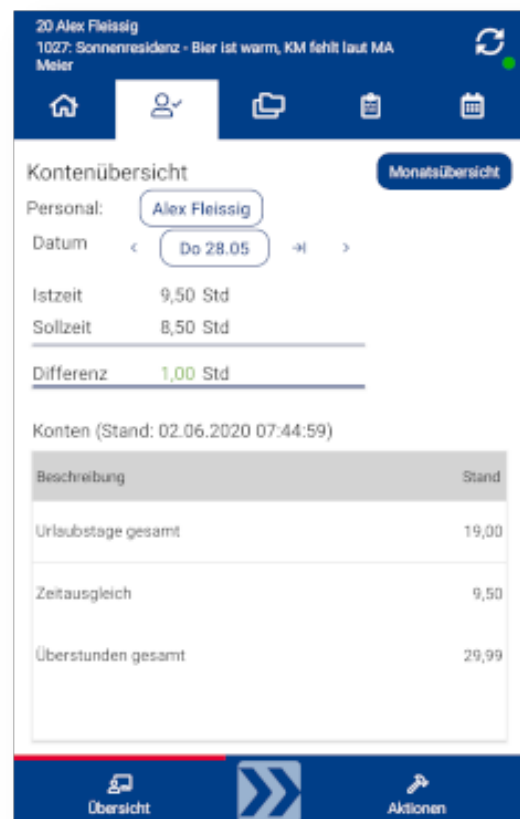 20 Alex Fleissig
1027: Sonnenresidenz - Bier ist warm, KM fehlt laut MA
Meier
Kontenübersicht
Monatsübersicht
Personal: Alex Fleissig
Datum < Do 28.05 >
Istzeit 9,50 Std
Sollzeit 8,50 Std
Differenz 1,00 Std
Konten (Stand: 02.06.2020 07:44:59)
Beschreibung Stand
Urlaubstage gesamt 19,00
Zeitausgleich 9,50
Überstunden gesamt 29,99
Übersicht
Aktionen